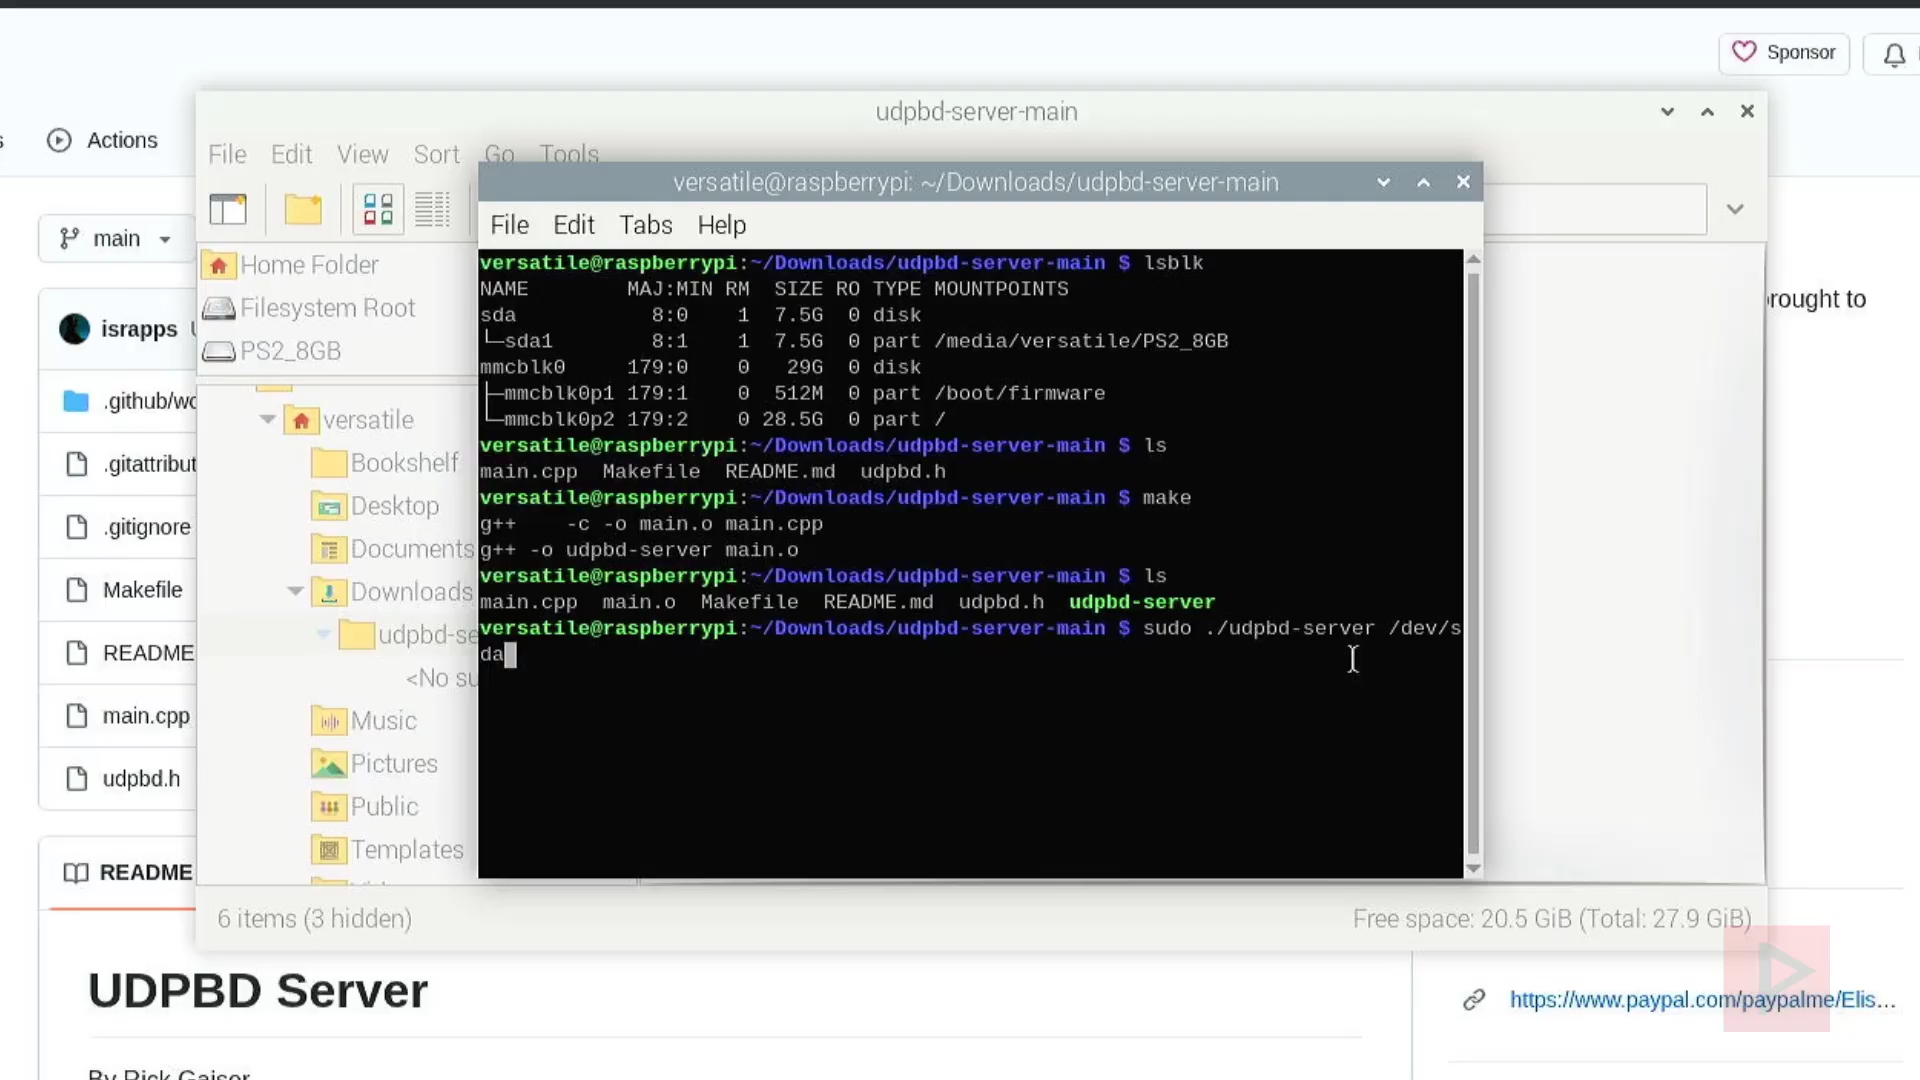 Sponsor
udpbd-server-main
Actions
File Edit View Sort Go Tools
versatile@raspberrypi: ~/Downloads/udpbd-server-main
File Edit Tabs Help
main
Home Folder
Filesystem Root
PS2_8GB
israpps
brought to
versatile@raspberrypi:~/Downloads/udpbd-server-main $ lsblk
NAME        MAJ:MIN RM   SIZE RO TYPE MOUNTPOINTS
sda           8:0    1   7.5G  0 disk
└─sda1        8:1    1   7.5G  0 part /media/versatile/PS2_8GB
mmcblk0     179:0    0    29G  0 disk
├─mmcblk0p1 179:1    0   512M  0 part /boot/firmware
└─mmcblk0p2 179:2    0 28.5G  0 part /
versatile@raspberrypi:~/Downloads/udpbd-server-main $ ls
main.cpp  Makefile  README.md  udpbd.h
versatile@raspberrypi:~/Downloads/udpbd-server-main $ make
g++    -c -o main.o main.cpp
g++ -o udpbd-server main.o
versatile@raspberrypi:~/Downloads/udpbd-server-main $ ls
main.cpp  main.o  Makefile  README.md  udpbd.h  udpbd-server
versatile@raspberrypi:~/Downloads/udpbd-server-main $ sudo ./udpbd-server /dev/s
da
versatile
Bookshelf
Desktop
Documents
Downloads
udpbd-se
<No su
Music
Pictures
Public
Templates
.github/wo
.gitattribut
.gitignore
Makefile
README
main.cpp
udpbd.h
README
6 items (3 hidden)
Free space: 20.5 GiB (Total: 27.9 GiB)
UDPBD Server
https://www.paypal.com/paypalme/Elis...
By Rick Gaiser